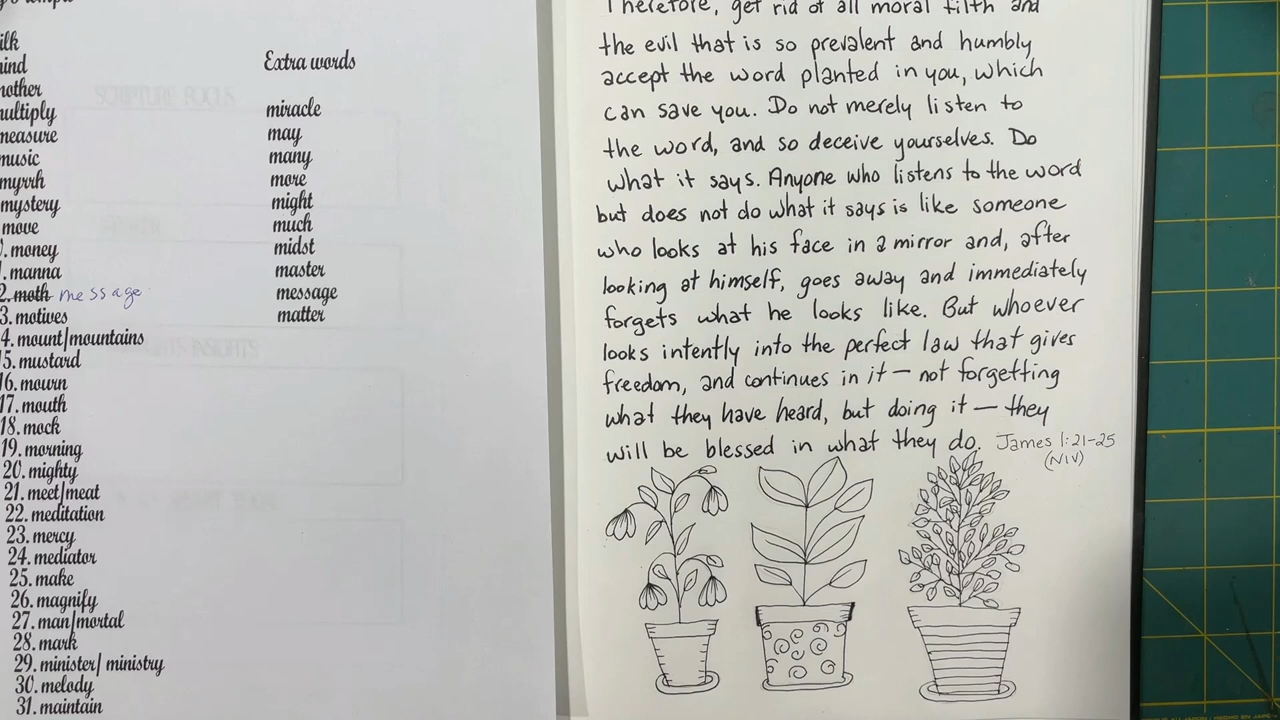 ilk
ind
nother
nultiply
measure
music
myrrh
mystery
move
). money
. manna
2. moth message
3. motives
4. mount/mountains
15. mustard
16. mourn
17. mouth
18. mock
19. morning
20. mighty
21. meet/meat
22. meditation
23. mercy
24. mediator
25. make
26. magnify
27. man/mortal
28. mark
29. minister/ ministry
30. melody
31. maintain
Extra words
miracle
may
many
more
might
much
midst
master
message
matter
SCRIPTURE FOCUS
Therefore, get rid of all moral filth and
the evil that is so prevalent and humbly
accept the word planted in you, which
can save you. Do not merely listen to
the word, and so deceive yourselves. Do
what it says. Anyone who listens to the word
but does not do what it says is like someone
who looks at his face in a mirror and, after
looking at himself, goes away and immediately
forgets what he looks like. But whoever
looks intently into the perfect law that gives
freedom, and continues in it — not forgetting
what they have heard, but doing it — they
will be blessed in what they do. James 1:21-25
(NIV)